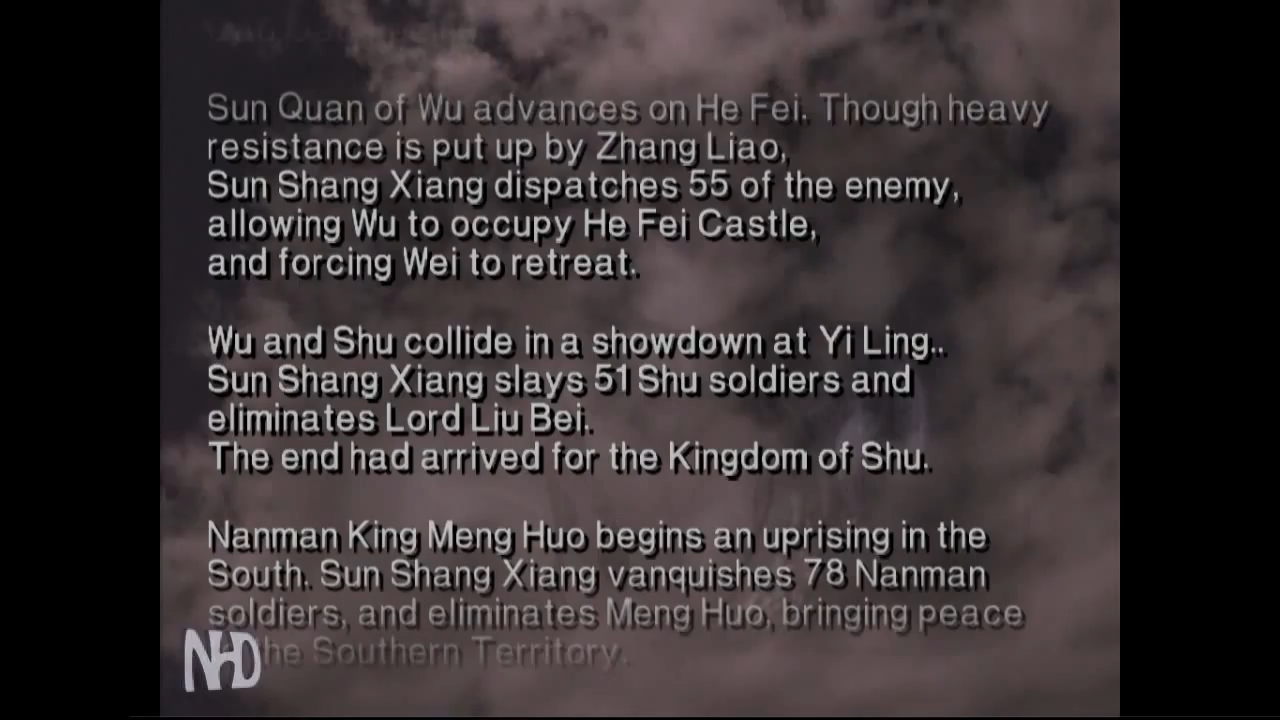 Sun Quan of Wu advances on He Fei. Though heavy
resistance is put up by Zhang Liao,
Sun Shang Xiang dispatches 55 of the enemy,
allowing Wu to occupy He Fei Castle,
and forcing Wei to retreat.
Wu and Shu collide in a showdown at Yi Ling..
Sun Shang Xiang slays 51 Shu soldiers and
eliminates Lord Liu Bei.
The end had arrived for the Kingdom of Shu.
Nanman King Meng Huo begins an uprising in the
South. Sun Shang Xiang vanquishes 78 Nanman
soldiers, and eliminates Meng Huo, bringing peace
the Southern Territory.
NHD